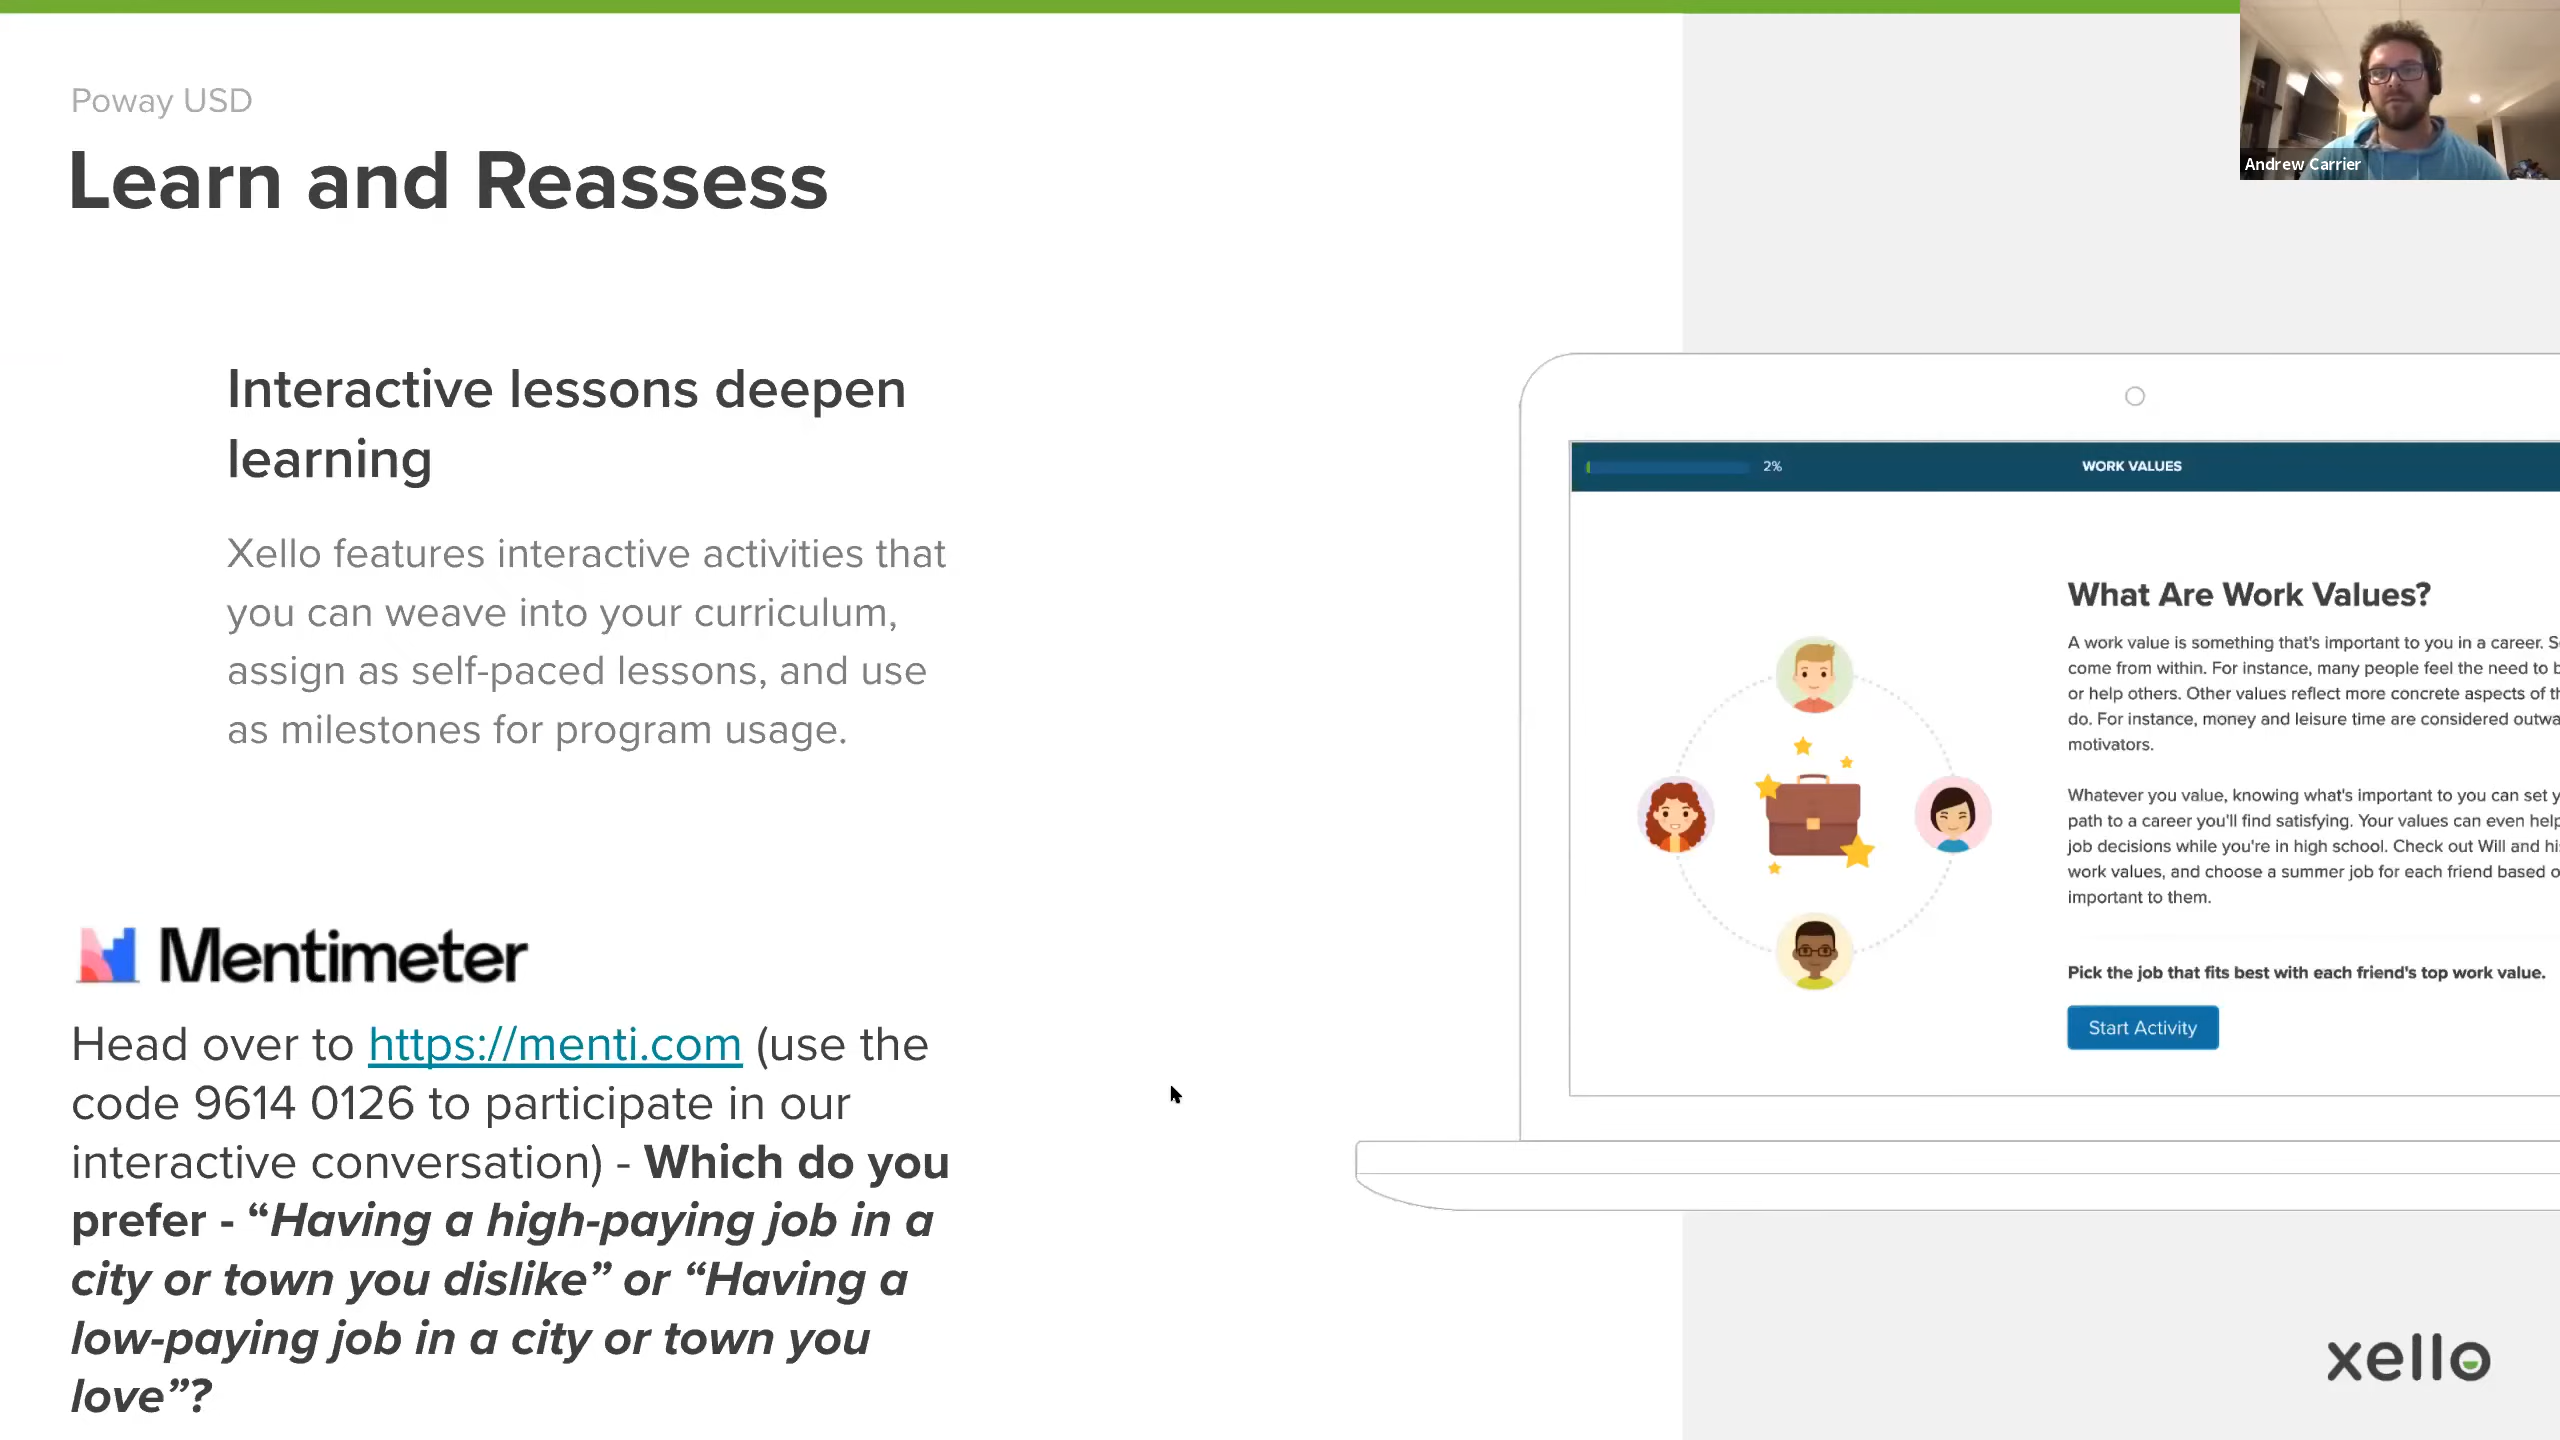 Poway USD
Learn and Reassess
Andrew Carrier
Interactive lessons deepen
learning
Xello features interactive activities that
you can weave into your curriculum,
assign as self-paced lessons, and use
as milestones for program usage.
Mentimeter
Head over to https://menti.com (use the
code 9614 0126 to participate in our
interactive conversation) - Which do you
prefer - “Having a high-paying job in a
city or town you dislike” or “Having a
low-paying job in a city or town you
love”?
2%
WORK VALUES
What Are Work Values?
A work value is something that's important to you in a career. S
come from within. For instance, many people feel the need to b
or help others. Other values reflect more concrete aspects of th
do. For instance, money and leisure time are considered outwa
motivators.
Whatever you value, knowing what's important to you can set y
path to a career you'll find satisfying. Your values can even help
job decisions while you're in high school. Check out Will and hi
work values, and choose a summer job for each friend based o
important to them.
Pick the job that fits best with each friend's top work value.
Start Activity
xello